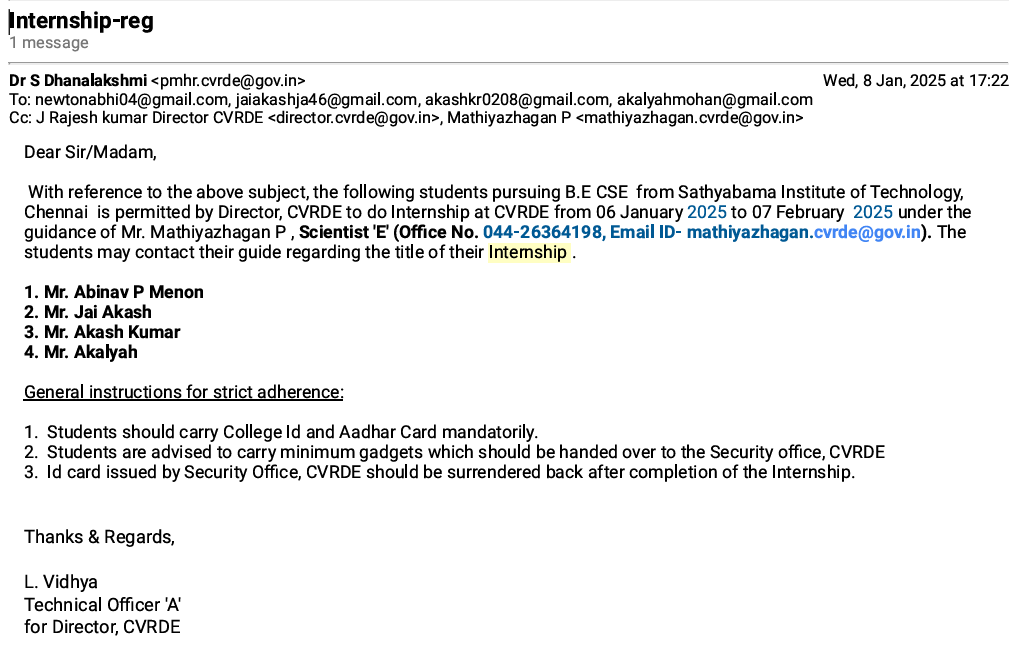 Internship-reg
1 message
Dr S Dhanalakshmi <pmhr.cvrde@gov.in> Wed, 8 Jan, 2025 at 17:22
To: newtonabhi04@gmail.com, jaiakashja46@gmail.com, akashkr0208@gmail.com, akalyahmohan@gmail.com
Cc: J Rajesh kumar Director CVRDE <director.cvrde@gov.in>, Mathiyazhagan P <mathiyazhagan.cvrde@gov.in>
Dear Sir/Madam,
With reference to the above subject, the following students pursuing B.E CSE from Sathyabama Institute of Technology,
Chennai is permitted by Director, CVRDE to do Internship at CVRDE from 06 January 2025 to 07 February 2025 under the
guidance of Mr. Mathiyazhagan P , Scientist 'E' (Office No. 044-26364198, Email ID- mathiyazhagan.cvrde@gov.in). The
students may contact their guide regarding the title of their Internship .
1. Mr. Abinav P Menon
2. Mr. Jai Akash
3. Mr. Akash Kumar
4. Mr. Akalyah
General instructions for strict adherence:
1. Students should carry College Id and Aadhar Card mandatorily.
2. Students are advised to carry minimum gadgets which should be handed over to the Security office, CVRDE
3. Id card issued by Security Office, CVRDE should be surrendered back after completion of the Internship.
Thanks & Regards,
L. Vidhya
Technical Officer 'A'
for Director, CVRDE